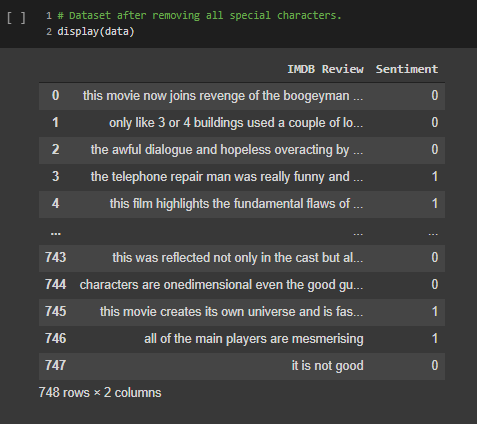 [ ] 1 # Dataset after removing all special characters.
2 display(data)
IMDB Review Sentiment
0 this movie now joins revenge of the boogeyman ... 0
1 only like 3 or 4 buildings used a couple of lo... 0
2 the awful dialogue and hopeless overacting by ... 0
3 the telephone repair man was really funny and ... 1
4 this film highlights the fundamental flaws of ... 1
... ... ...
743 this was reflected not only in the cast but al... 0
744 characters are onedimensional even the good gu... 0
745 this movie creates its own universe and is fas... 1
746 all of the main players are mesmerising 1
747 it is not good 0
748 rows × 2 columns